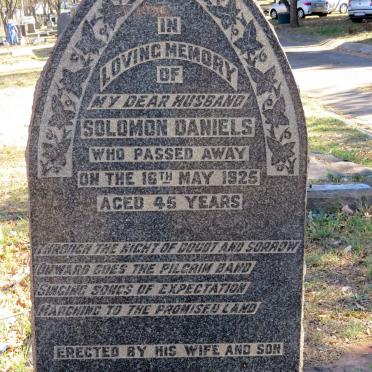 IN
LOVING MEMORY
OF
MY DEAR HUSBAND
SOLOMON DANIELS
WHO PASSED AWAY
ON THE 16TH MAY 1925
AGED 45 YEARS
THROUGH THE NIGHT OF DOUBT AND SORROW
ONWARD GOES THE PILGRIM BAND
SINGING SONGS OF EXPECTATION
MARCHING TO THE PROMISED LAND
ERECTED BY HIS WIFE AND SON